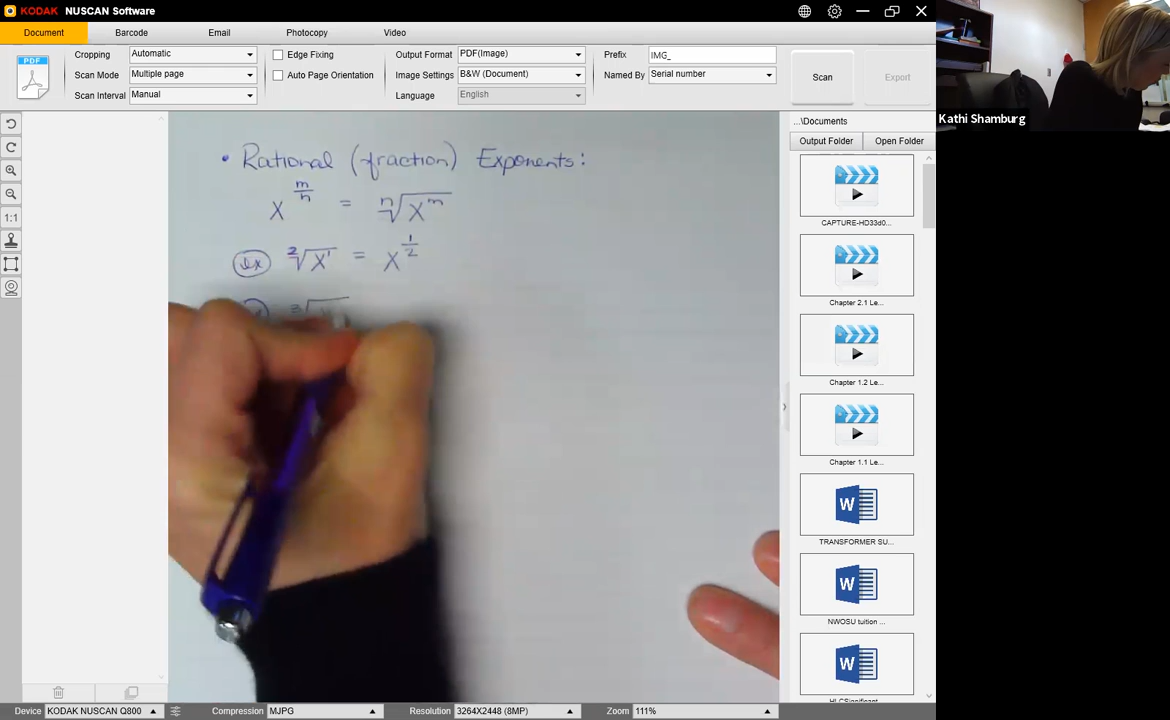 KODAK NUSCAN Software
Document
Barcode
Email
Photocopy
Video
PDF
Cropping
Automatic
Scan Mode
Multiple page
Scan Interval
Manual
Edge Fixing
Auto Page Orientation
Output Format
PDF(Image)
Image Settings
B&W (Document)
Language
English
Prefix
IMG_
Named By
Serial number
Scan
Export
Kathi Shamburg
...\Documents
Output Folder
Open Folder
1:1
• Rational (fraction) Exponents:
x^(m/n) = ⁿ√x^m
ex ²√x¹ = x^(1/2)
CAPTURE-HD33d0...
Chapter 2.1 Le...
Chapter 1.2 Le...
Chapter 1.1 Le...
W
TRANSFORMER SU...
W
NWOSU tuition ...
W
Device
KODAK NUSCAN Q800
Compression
MJPG
Resolution
3264X2448 (8MP)
Zoom
111%